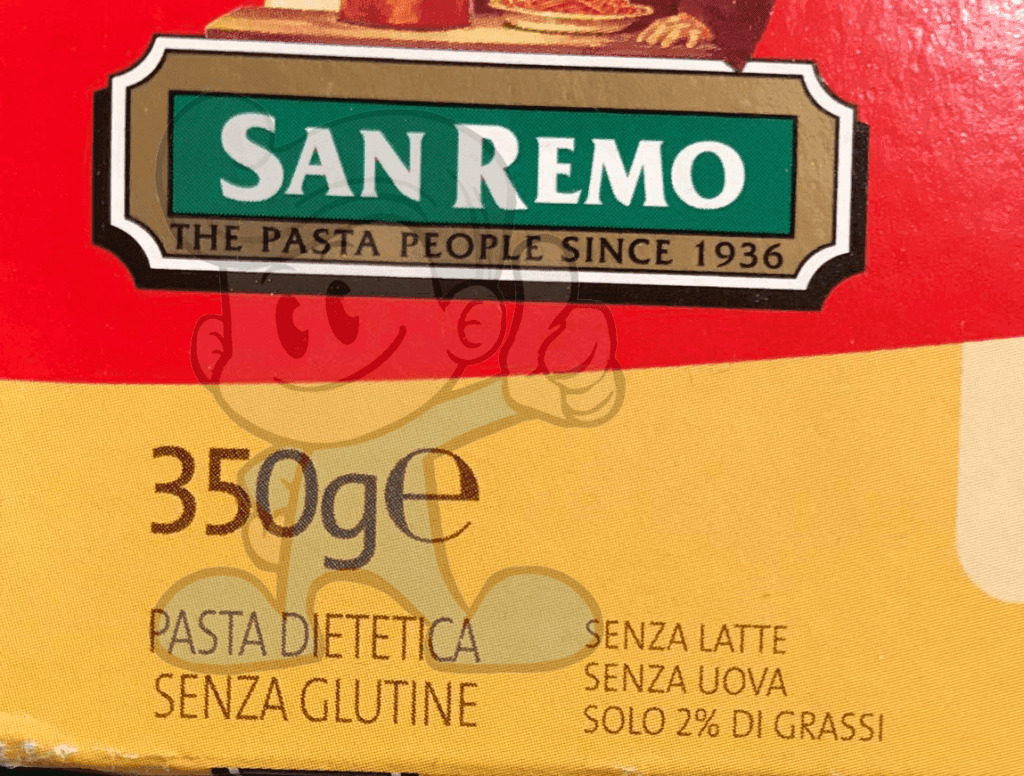 SAN REMO
THE PASTA PEOPLE SINCE 1936
350g℮
PASTA DIETETICA
SENZA GLUTINE
SENZA LATTE
SENZA UOVA
SOLO 2% DI GRASSI